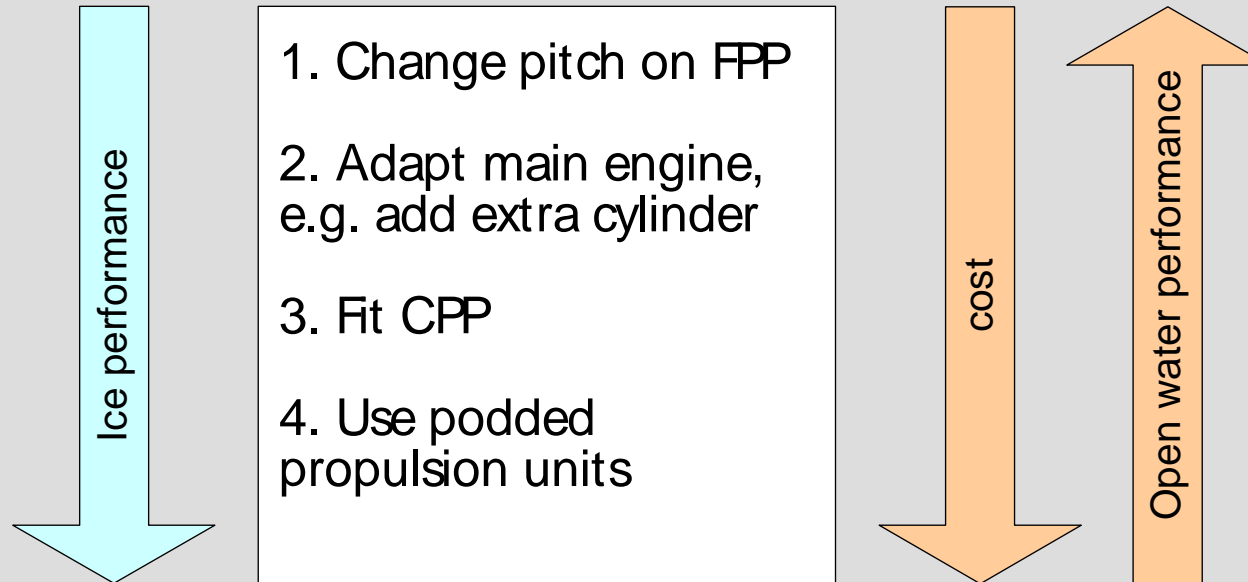 Ice performance
1. Change pitch on FPP
2. Adapt main engine,
e.g. add extra cylinder
3. Fit CPP
4. Use podded
propulsion units
cost
Open water performance